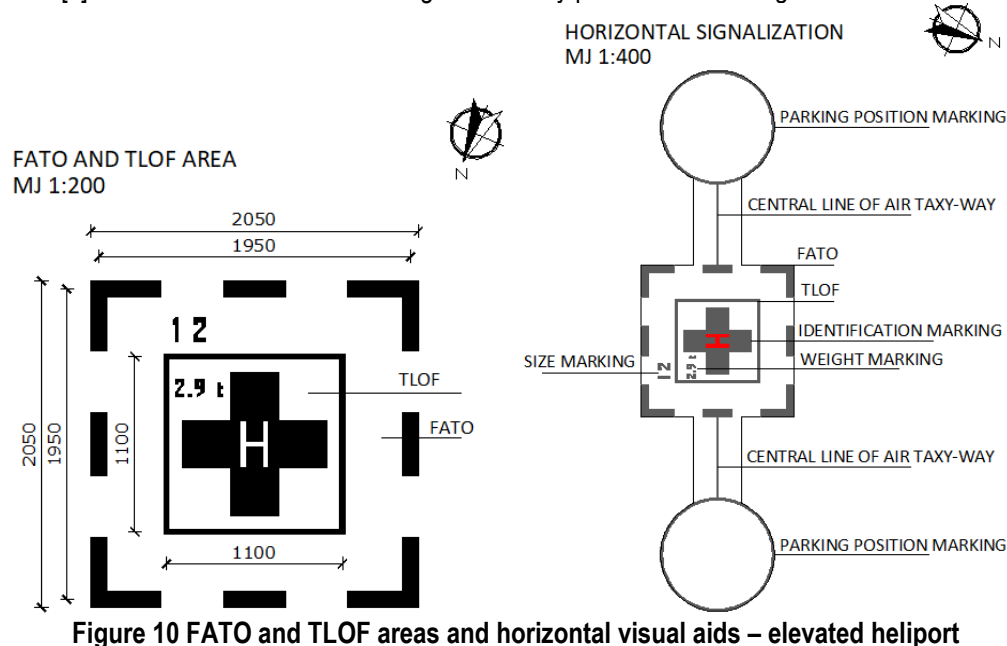 HORIZONTAL SIGNALIZATION
MJ 1:400
N
PARKING POSITION MARKING
CENTRAL LINE OF AIR TAXY-WAY
FATO
TLOF
IDENTIFICATION MARKING
SIZE MARKING
WEIGHT MARKING
H
12
2.9 t
CENTRAL LINE OF AIR TAXY-WAY
PARKING POSITION MARKING
N
FATO AND TLOF AREA
MJ 1:200
2050
1950
12
2.9 t
H
TLOF
FATO
2050
1950
1100
1100
Figure 10 FATO and TLOF areas and horizontal visual aids – elevated heliport